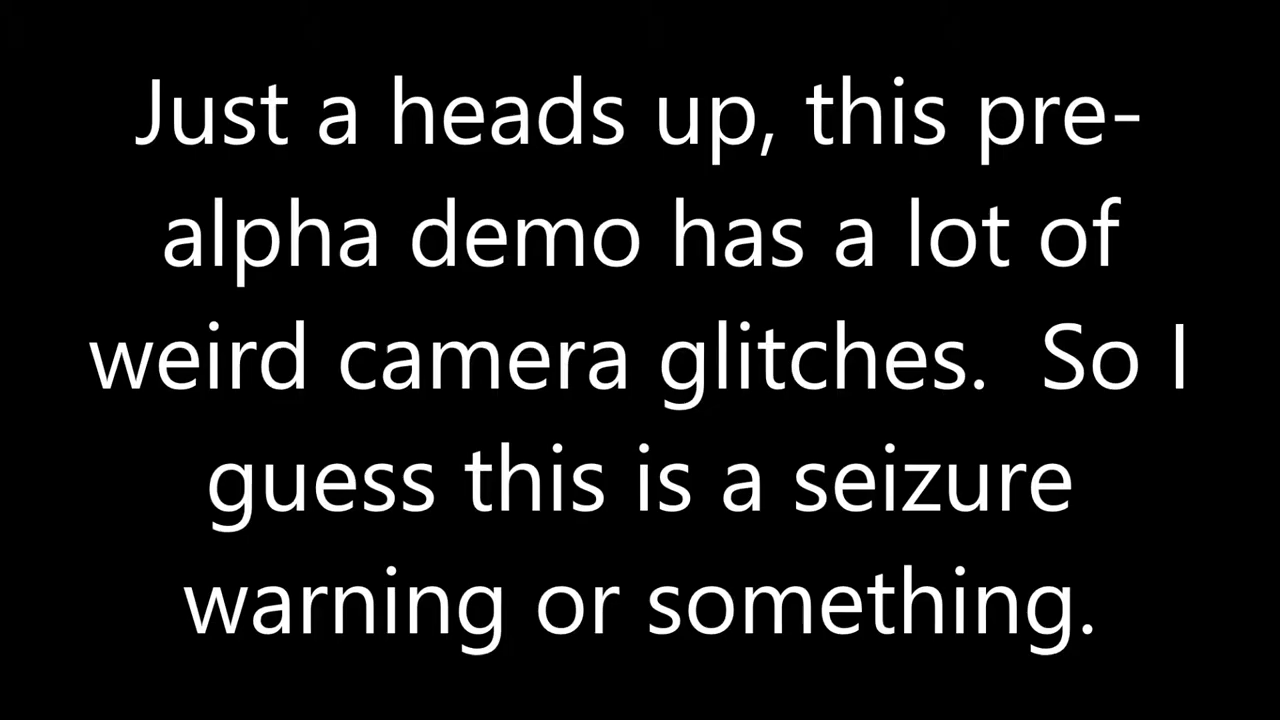 Just a heads up, this pre-
alpha demo has a lot of
weird camera glitches.  So I
guess this is a seizure
warning or something.